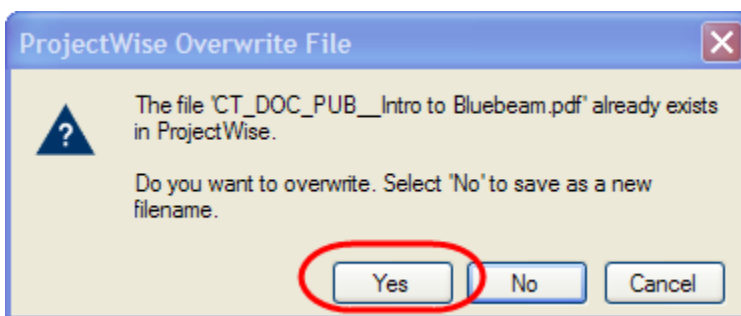 ProjectWise Overwrite File
The file 'CT_DOC_PUB__Intro to Bluebeam.pdf' already exists
in ProjectWise.
Do you want to overwrite. Select 'No' to save as a new
filename.
Yes No Cancel